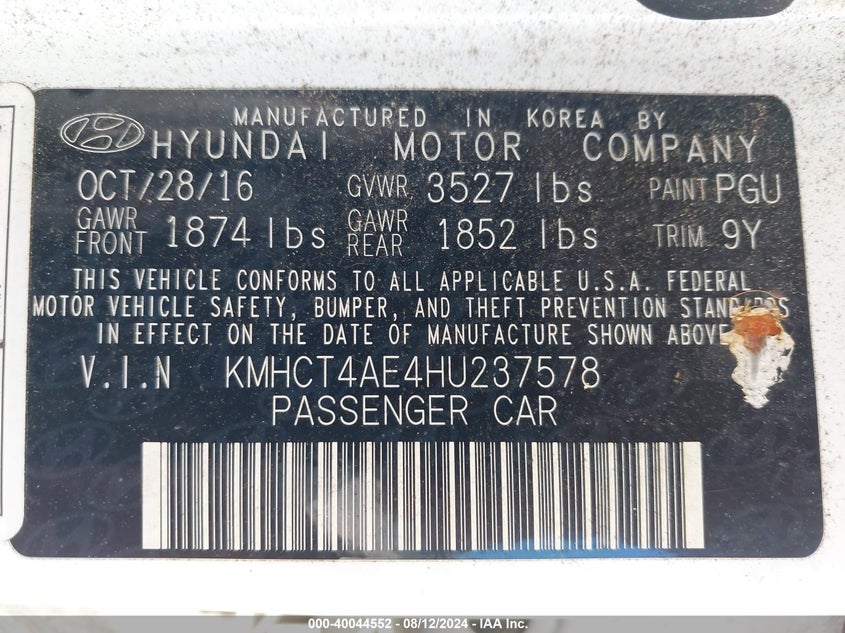 MANUFACTURED IN KOREA BY
HYUNDAI MOTOR COMPANY
OCT/28/16 GVWR 3527 lbs PAINT PGU
GAWR FRONT 1874 lbs GAWR REAR 1852 lbs TRIM 9Y
THIS VEHICLE CONFORMS TO ALL APPLICABLE U.S.A. FEDERAL
MOTOR VEHICLE SAFETY, BUMPER, AND THEFT PREVENTION STANDARDS
IN EFFECT ON THE DATE OF MANUFACTURE SHOWN ABOVE
V.I.N KMHCT4AE4HU237578
PASSENGER CAR
000-40044552 - 08/12/2024 - IAA Inc.